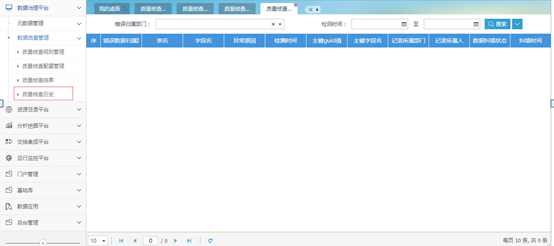 数据治理平台
元数据管理
数据质量管理
质量核查规则管理
质量核查配置管理
质量核查结果
质量核查历史
资源目录平台
分析挖掘平台
交换集成平台
运行监控平台
门户管理
基础库
数据应用
后台管理
我的桌面 质量核查... 质量核查... 质量核查... 质量核查...
错误归属部门： 检测时间： 至 搜索
序 错误数据归属部 表名 字段名 异常原因 检测时间 主键guid值 主键字段名 记录所属部门 记录所属人 数据纠错状态 纠错时间
10 0 / 0 每页 10 条, 共 0 条